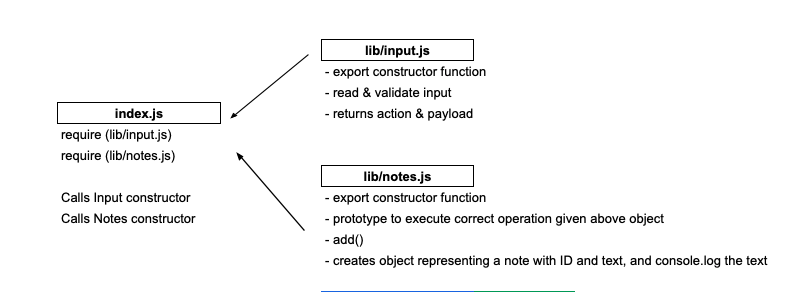 lib/input.js
- export constructor function
- read & validate input
- returns action & payload
index.js
require (lib/input.js)
require (lib/notes.js)
Calls Input constructor
Calls Notes constructor
lib/notes.js
- export constructor function
- prototype to execute correct operation given above object
- add()
- creates object representing a note with ID and text, and console.log the text